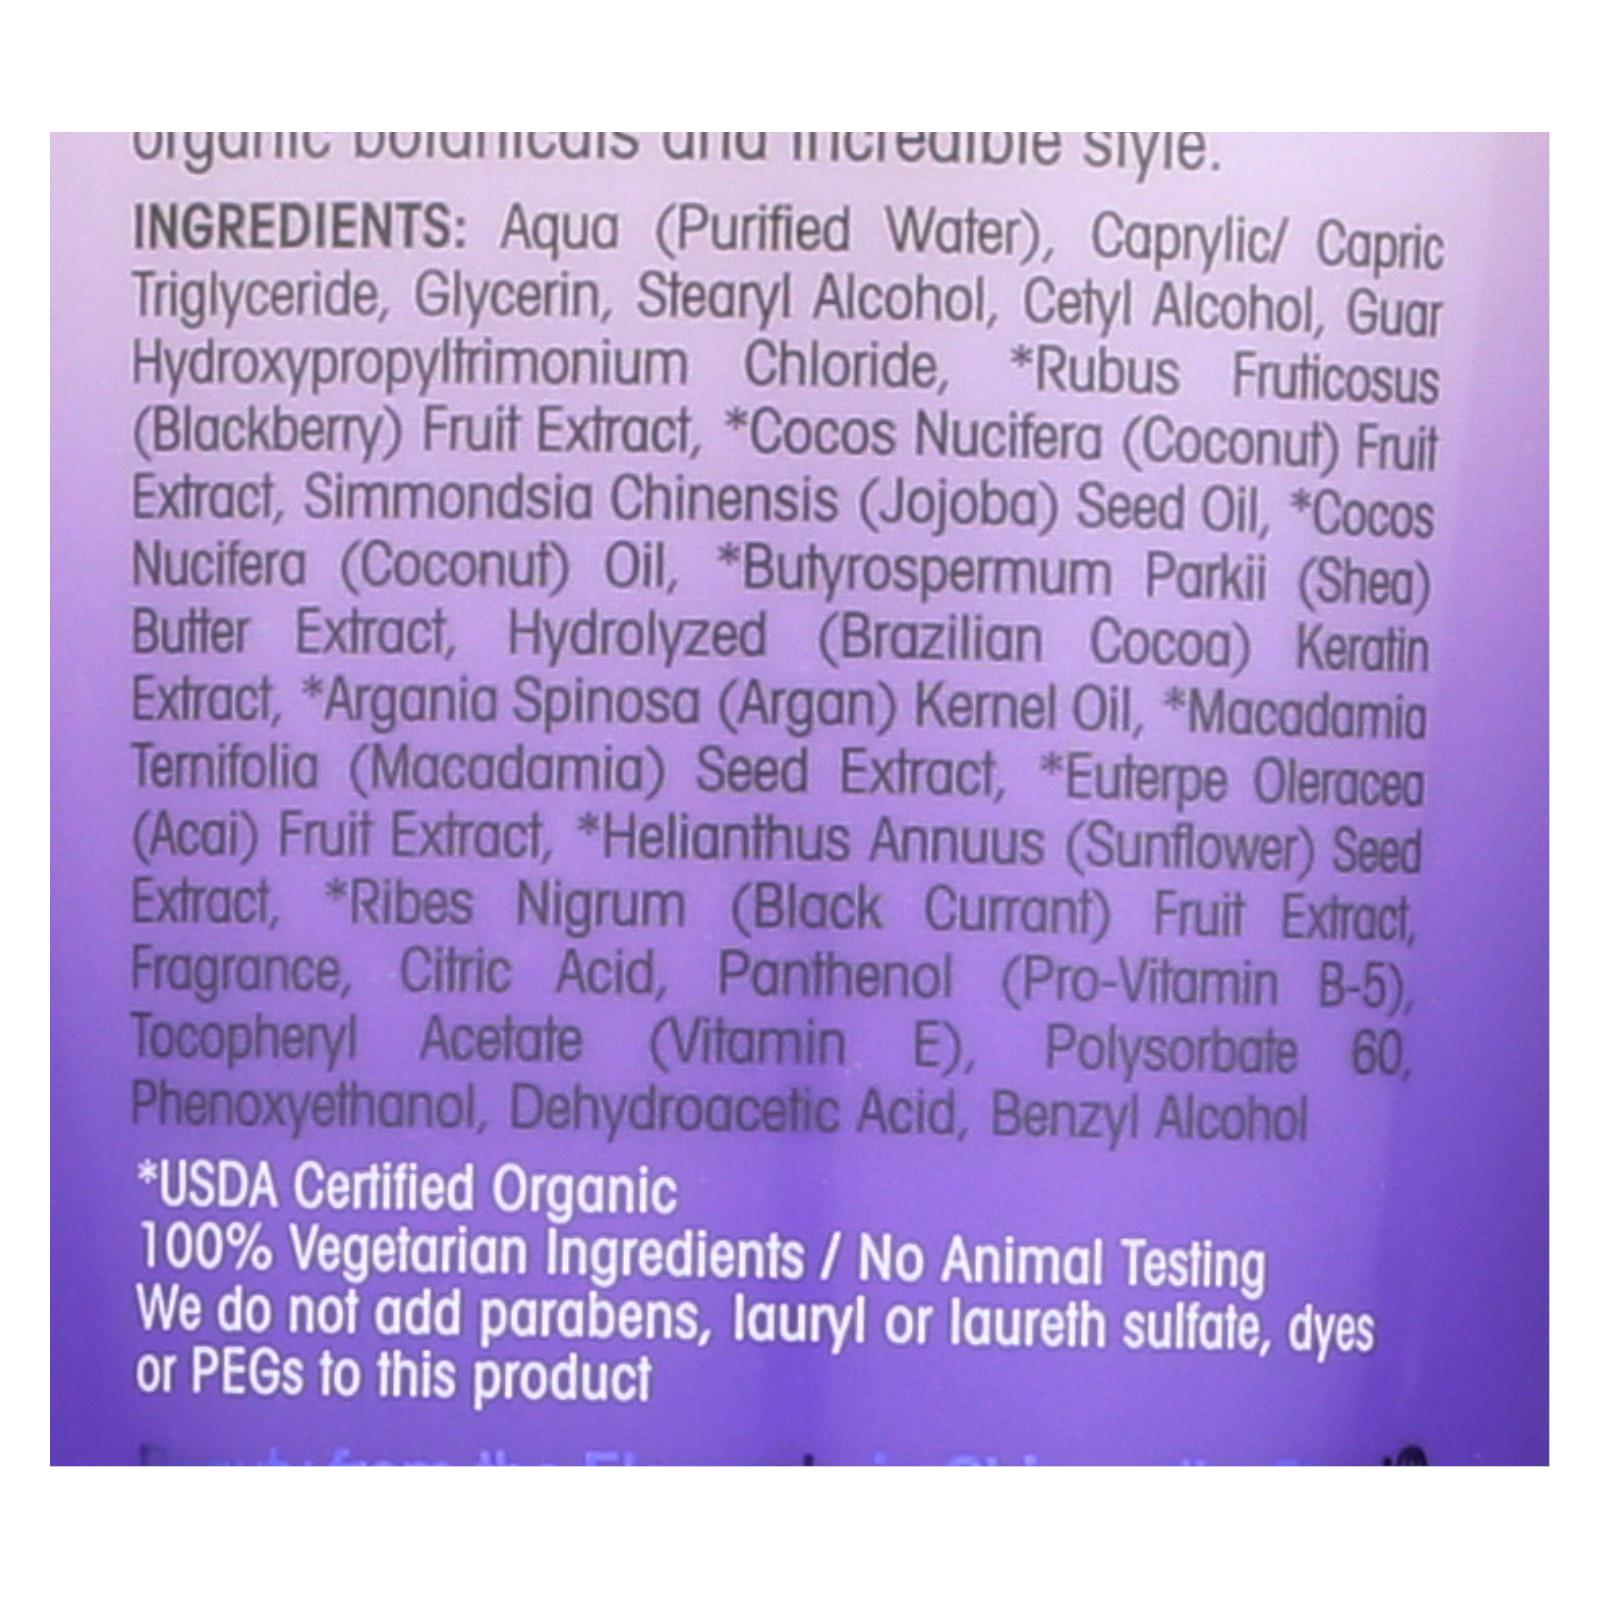 organic botanicals and incredible style.
INGREDIENTS: Aqua (Purified Water), Caprylic/ Capric
Triglyceride, Glycerin, Stearyl Alcohol, Cetyl Alcohol, Guar
Hydroxypropyltrimonium Chloride, *Rubus Fruticosus
(Blackberry) Fruit Extract, *Cocos Nucifera (Coconut) Fruit
Extract, Simmondsia Chinensis (Jojoba) Seed Oil, *Cocos
Nucifera (Coconut) Oil, *Butyrospermum Parkii (Shea)
Butter Extract, Hydrolyzed (Brazilian Cocoa) Keratin
Extract, *Argania Spinosa (Argan) Kernel Oil, *Macadamia
Ternifolia (Macadamia) Seed Extract, *Euterpe Oleracea
(Acai) Fruit Extract, *Helianthus Annuus (Sunflower) Seed
Extract, *Ribes Nigrum (Black Currant) Fruit Extract,
Fragrance, Citric Acid, Panthenol (Pro-Vitamin B-5),
Tocopheryl Acetate (Vitamin E), Polysorbate 60,
Phenoxyethanol, Dehydroacetic Acid, Benzyl Alcohol
*USDA Certified Organic
100% Vegetarian Ingredients / No Animal Testing
We do not add parabens, lauryl or laureth sulfate, dyes
or PEGs to this product
from the